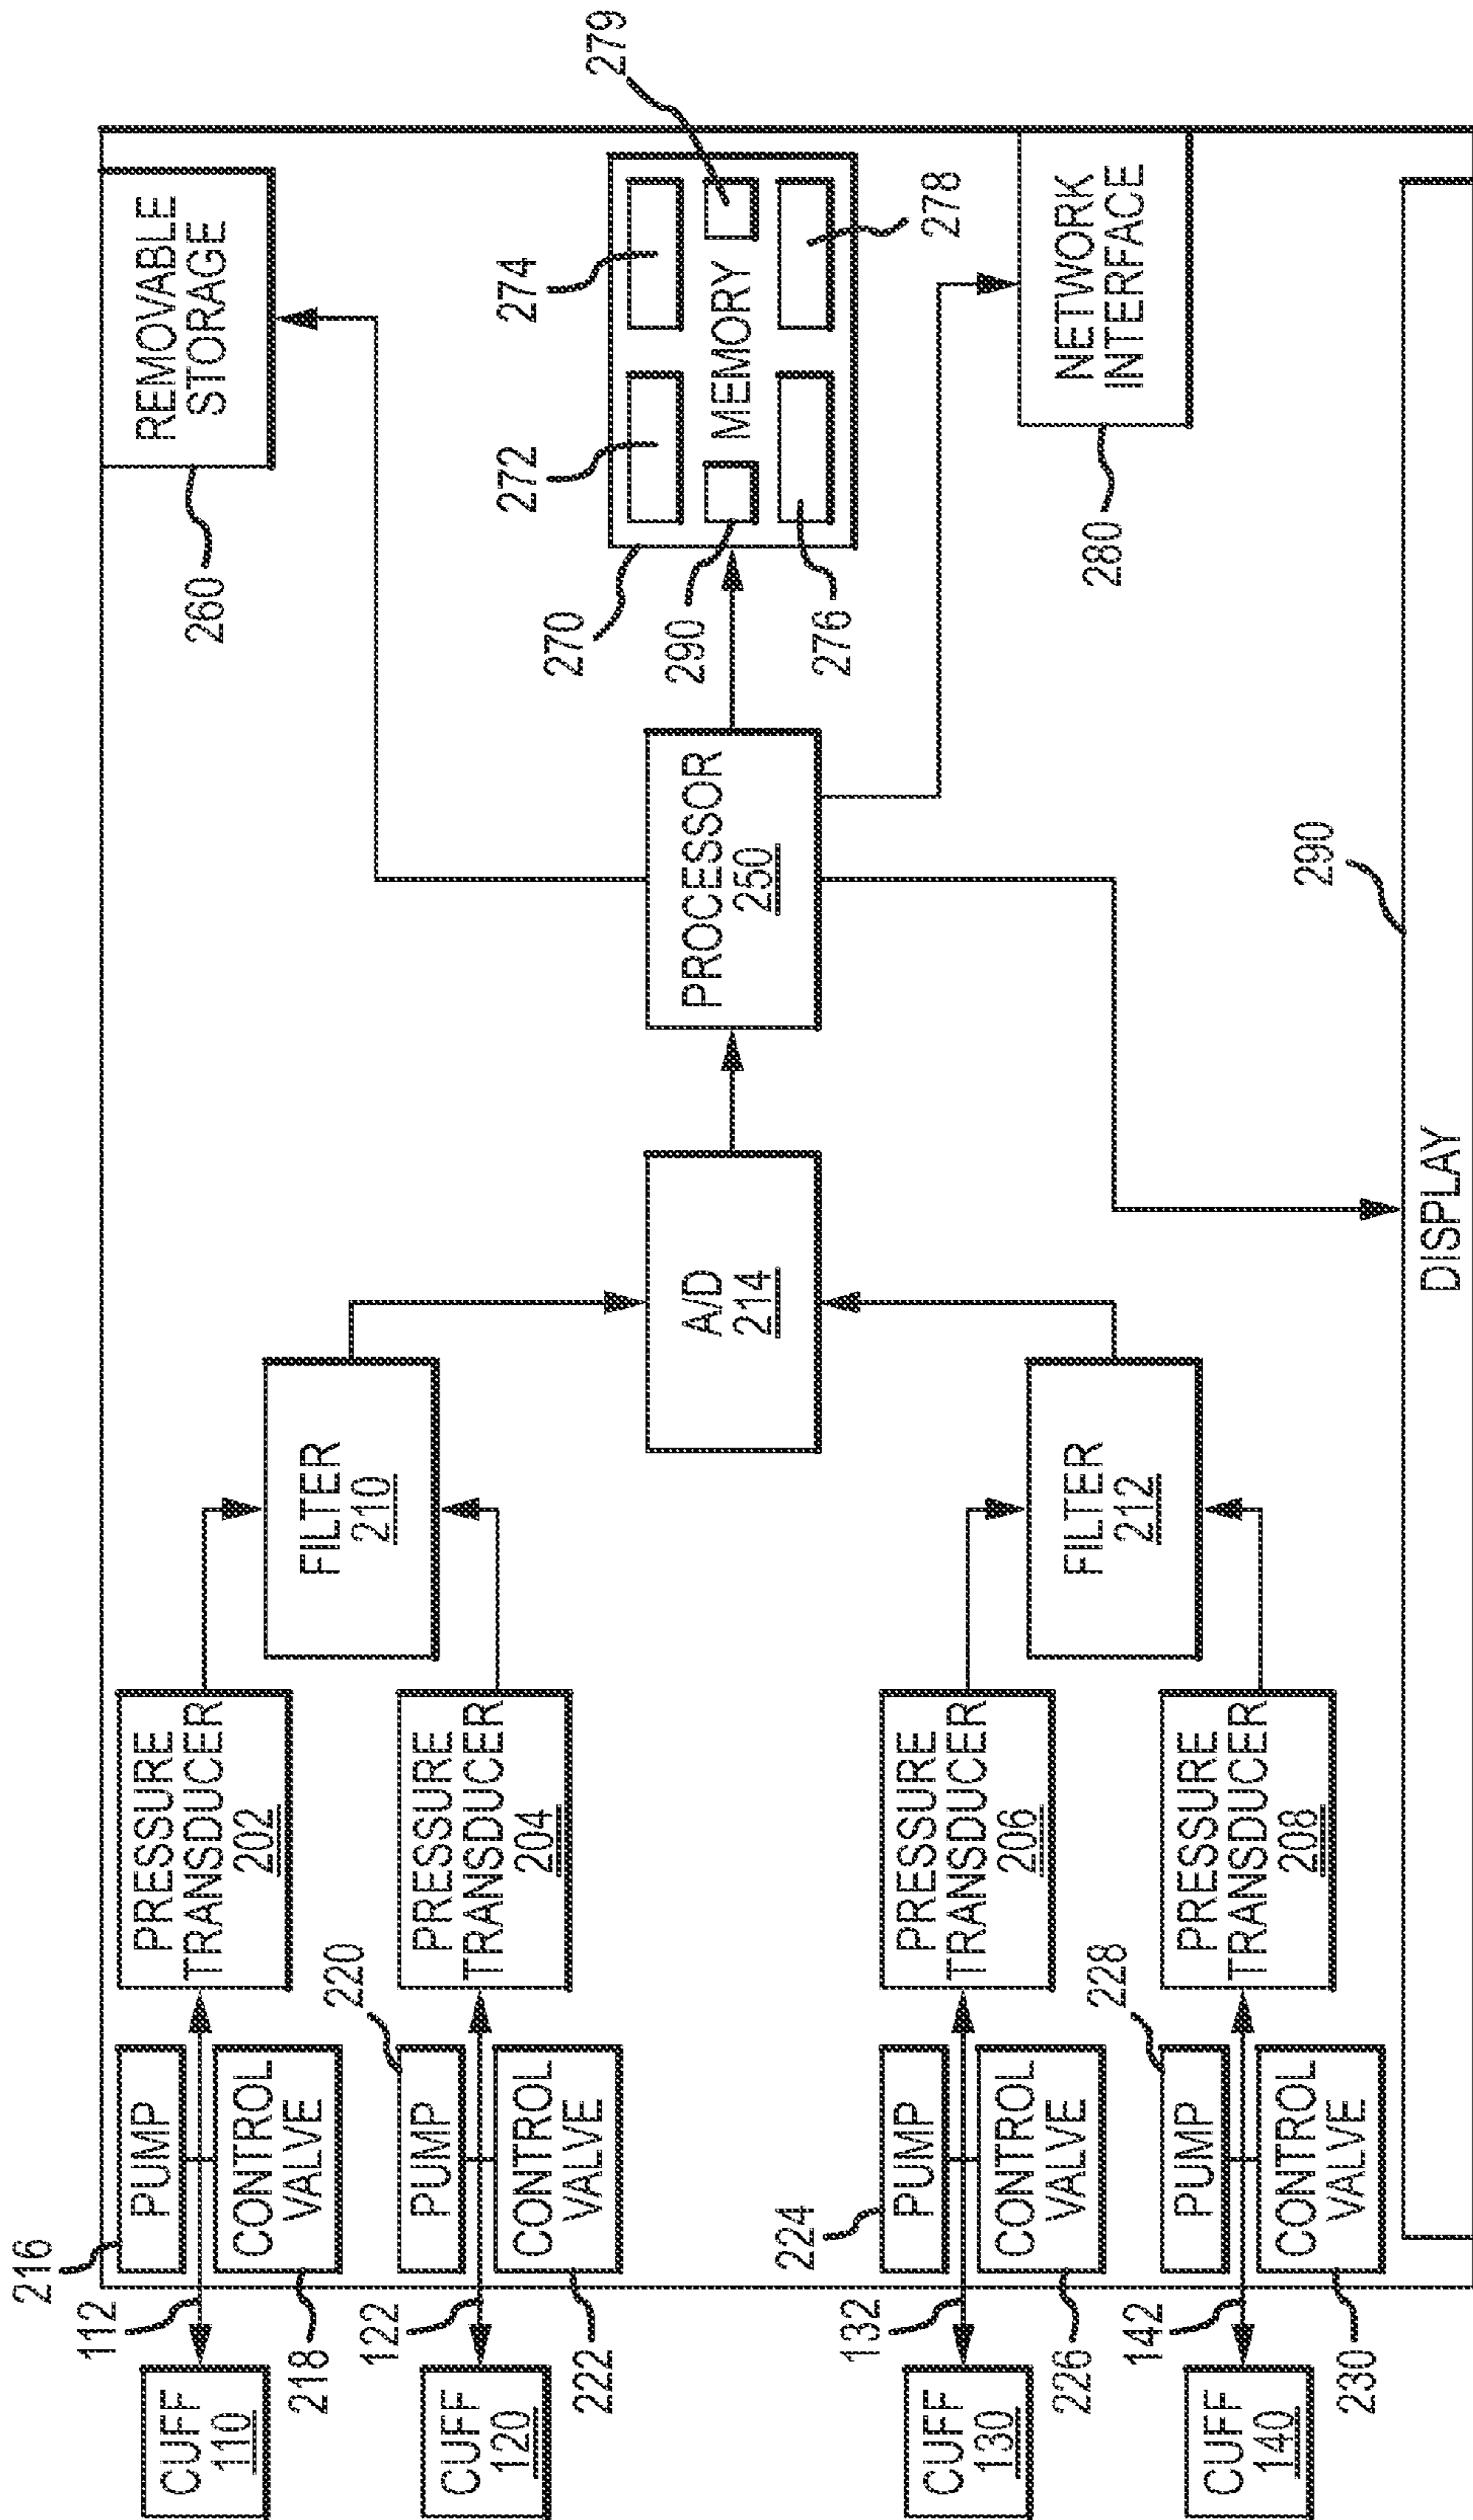 216
PUMP
112
CUFF
110
218
CONTROL
VALVE
PRESSURE
TRANSDUCER
202
220
PUMP
122
CUFF
120
222
CONTROL
VALVE
PRESSURE
TRANSDUCER
204
FILTER
210
224
PUMP
132
CUFF
130
226
CONTROL
VALVE
PRESSURE
TRANSDUCER
206
228
PUMP
142
CUFF
140
230
CONTROL
VALVE
PRESSURE
TRANSDUCER
208
FILTER
212
A/D
214
PROCESSOR
250
REMOVABLE
STORAGE
260
270
272
274
279
MEMORY
290
276
278
NETWORK
INTERFACE
280
290
DISPLAY